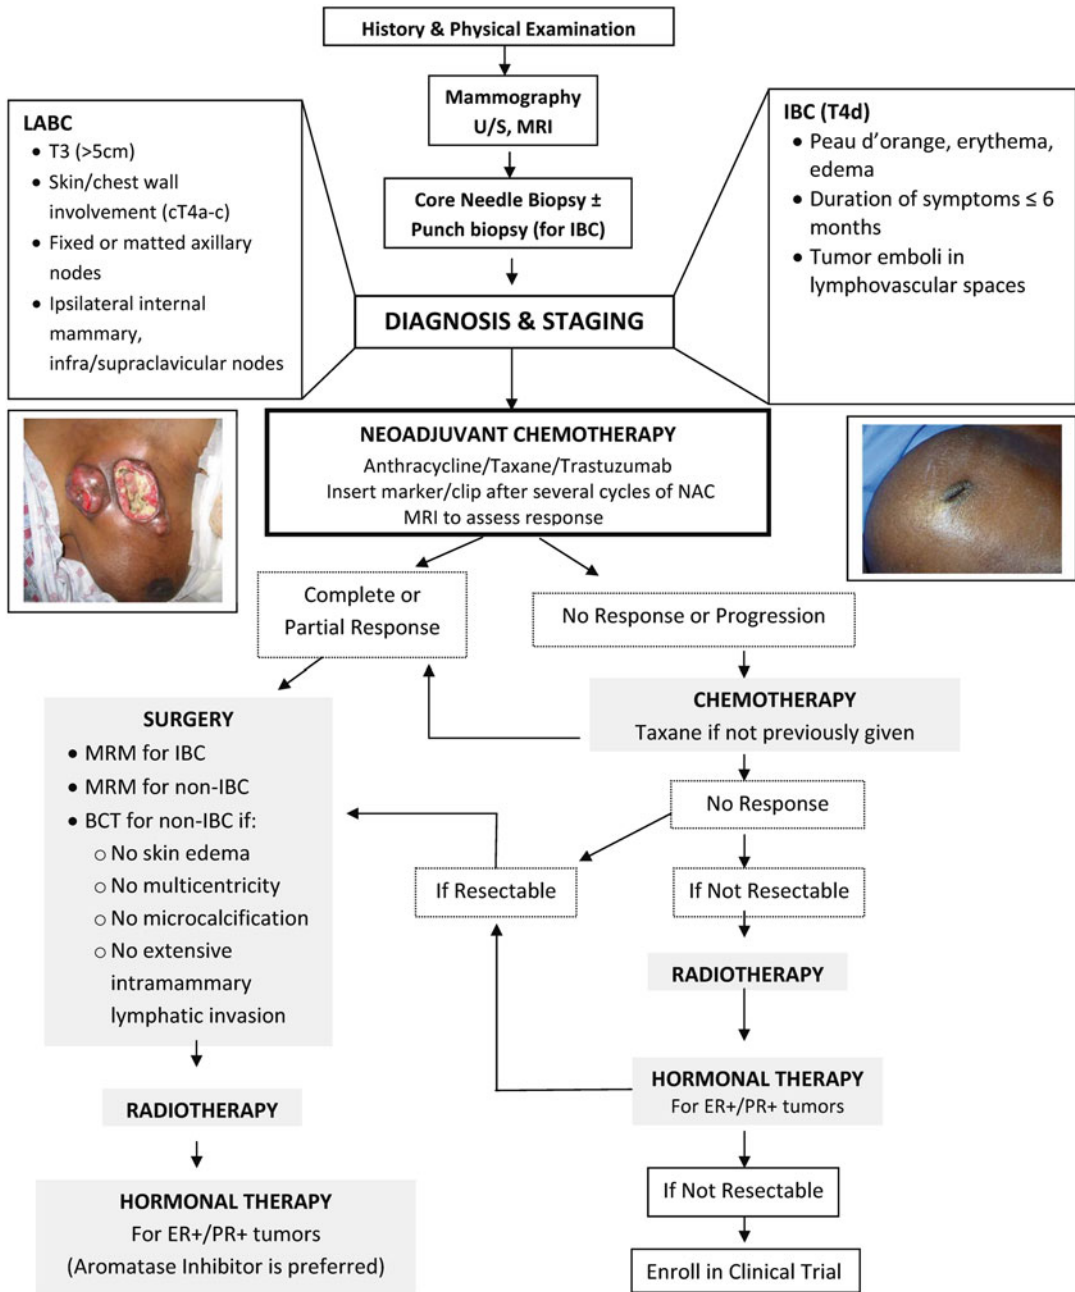 History & Physical Examination
Mammography
U/S, MRI
Core Needle Biopsy ±
Punch biopsy (for IBC)
LABC
• T3 (>5cm)
• Skin/chest wall
involvement (cT4a-c)
• Fixed or matted axillary
nodes
• Ipsilateral internal
mammary,
infra/supraclavicular nodes
IBC (T4d)
• Peau d’orange, erythema,
edema
• Duration of symptoms ≤ 6
months
• Tumor emboli in
lymphovascular spaces
DIAGNOSIS & STAGING
NEOADJUVANT CHEMOTHERAPY
Anthracycline/Taxane/Trastuzumab
Insert marker/clip after several cycles of NAC
MRI to assess response
Complete or
Partial Response
No Response or Progression
CHEMOTHERAPY
Taxane if not previously given
No Response
If Resectable
If Not Resectable
RADIOTHERAPY
HORMONAL THERAPY
For ER+/PR+ tumors
If Not Resectable
Enroll in Clinical Trial
SURGERY
• MRM for IBC
• MRM for non-IBC
• BCT for non-IBC if:
o No skin edema
o No multicentricity
o No microcalcification
o No extensive
intramammary
lymphatic invasion
RADIOTHERAPY
HORMONAL THERAPY
For ER+/PR+ tumors
(Aromatase Inhibitor is preferred)